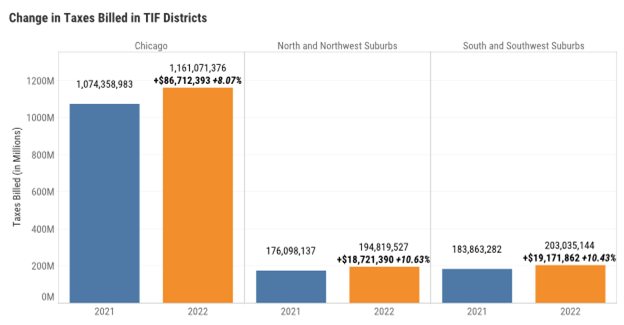 Change in Taxes Billed in TIF Districts
Chicago
North and Northwest Suburbs
South and Southwest Suburbs
Taxes Billed (in Millions)
1200M
1000M
800M
600M
400M
200M
0M
1,074,358,983
1,161,071,376
+$86,712,393 +8.07%
176,098,137
194,819,527
+$18,721,390 +10.63%
183,863,282
203,035,144
+$19,171,862 +10.43%
2021
2022
2021
2022
2021
2022